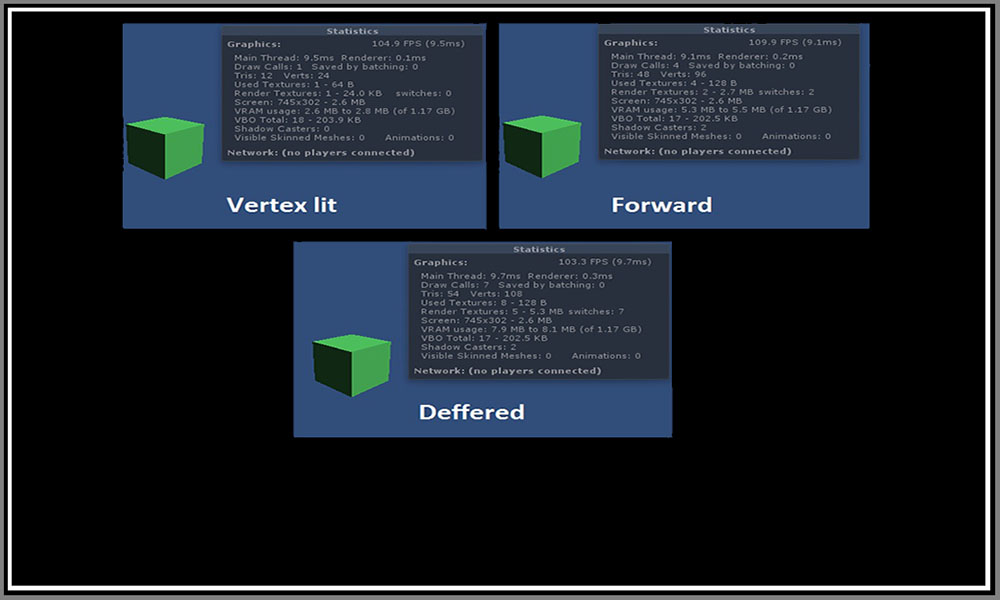 Statistics
Graphics: 104.9 FPS (9.5ms)
Main Thread: 9.5ms Renderer: 0.1ms
Draw Calls: 1 Saved by batching: 0
Tris: 12 Verts: 24
Used Textures: 1 - 64 B
Render Textures: 1 - 24.0 KB switches: 0
Screen: 745x302 - 2.6 MB
VRAM usage: 2.6 MB to 2.8 MB (of 1.17 GB)
VBO Total: 18 - 203.9 KB
Shadow Casters: 0
Visible Skinned Meshes: 0 Animations: 0
Network: (no players connected)
Vertex lit
Statistics
Graphics: 109.9 FPS (9.1ms)
Main Thread: 9.1ms Renderer: 0.2ms
Draw Calls: 4 Saved by batching: 0
Tris: 48 Verts: 96
Used Textures: 4 - 128 B
Render Textures: 2 - 2.7 MB switches: 2
Screen: 745x302 - 2.6 MB
VRAM usage: 5.3 MB to 5.5 MB (of 1.17 GB)
VBO Total: 17 - 202.5 KB
Shadow Casters: 2
Visible Skinned Meshes: 0 Animations: 0
Network: (no players connected)
Forward
Statistics
Graphics: 103.3 FPS (9.7ms)
Main Thread: 9.7ms Renderer: 0.3ms
Draw Calls: 7 Saved by batching: 0
Tris: 54 Verts: 108
Used Textures: 8 - 128 B
Render Textures: 5 - 5.3 MB switches: 7
Screen: 745x302 - 2.6 MB
VRAM usage: 7.9 MB to 8.1 MB (of 1.17 GB)
VBO Total: 17 - 202.5 KB
Shadow Casters: 2
Visible Skinned Meshes: 0 Animations: 0
Network: (no players connected)
Deffered